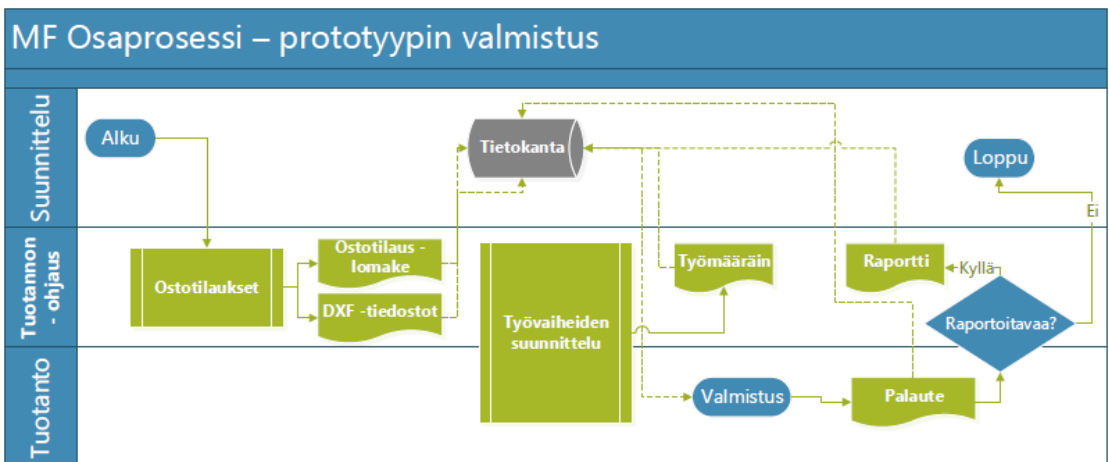 MF Osaprosessi – prototyypin valmistus
Suunnittelu
Alku
Tietokanta
Loppu
Ei
Tuotannon
- ohjaus
Ostotilaukset
Ostotilaus -
lomake
DXF -tiedostot
Työvaiheiden
suunnittelu
Työmääräin
Raportti
Kyllä
Raportoitavaa?
Tuotanto
Valmistus
Palaute